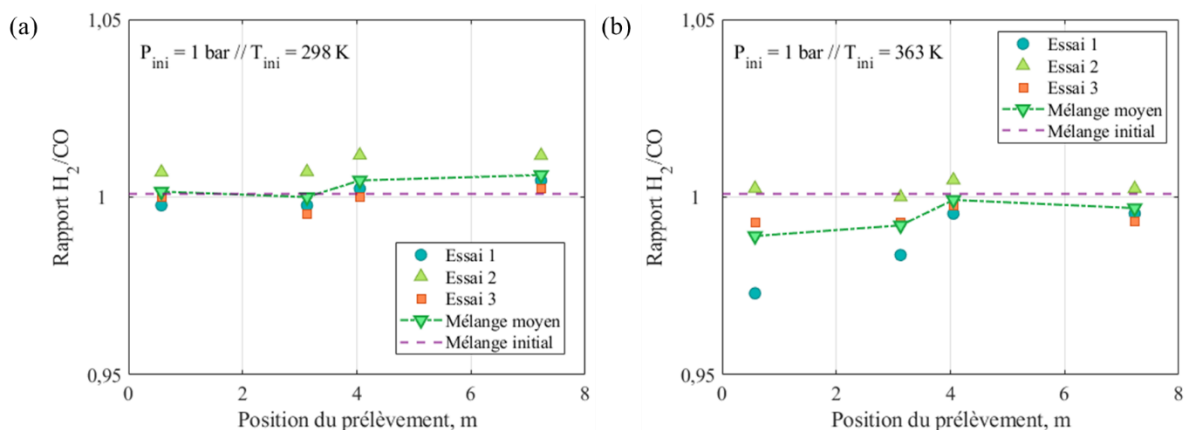 (a)
1,05
P_ini = 1 bar // T_ini = 298 K
Rapport H₂/CO
1
Essai 1
Essai 2
Essai 3
Mélange moyen
Mélange initial
0,95
0 2 4 6 8
Position du prélèvement, m
(b)
1,05
P_ini = 1 bar // T_ini = 363 K
Essai 1
Essai 2
Essai 3
Mélange moyen
Mélange initial
Rapport H₂/CO
1
0,95
0 2 4 6 8
Position du prélèvement, m